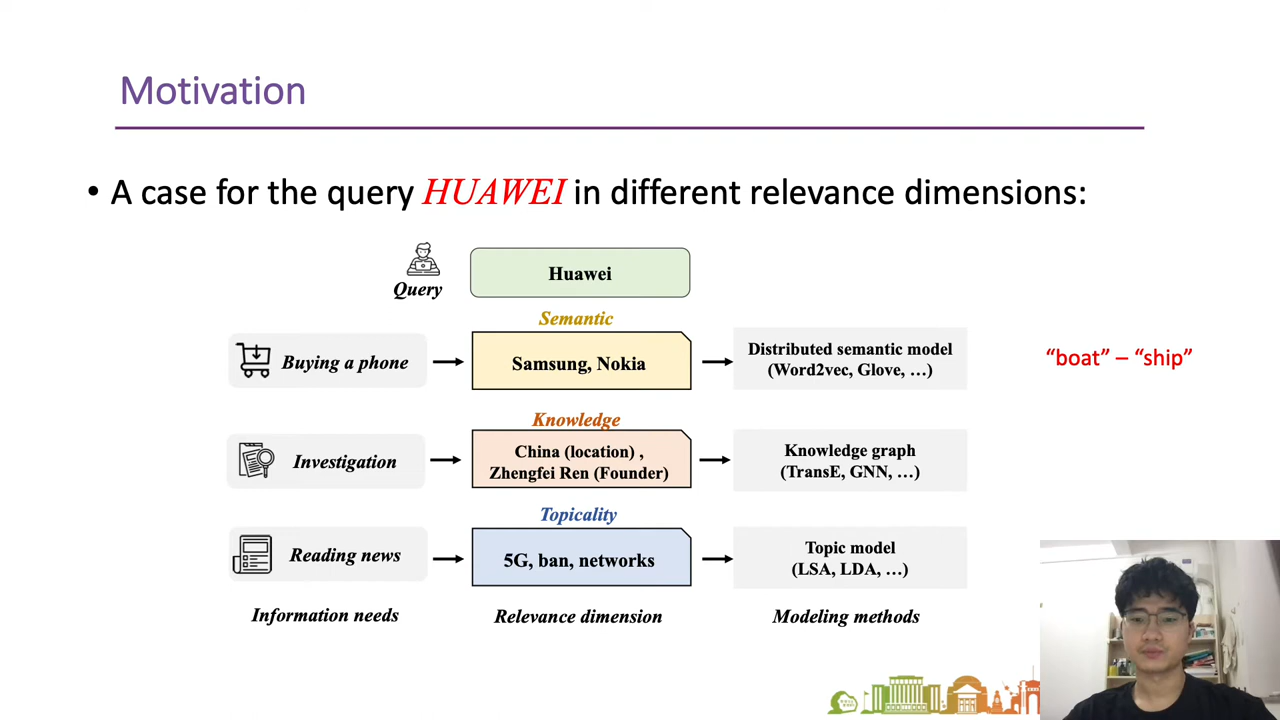 Motivation
• A case for the query HUAWEI in different relevance dimensions:
Query
Huawei
Semantic
Buying a phone
Samsung, Nokia
Distributed semantic model
(Word2vec, Glove, …)
“boat” – “ship”
Knowledge
Investigation
China (location) ,
Zhengfei Ren (Founder)
Knowledge graph
(TransE, GNN, …)
Topicality
Reading news
5G, ban, networks
Topic model
(LSA, LDA, …)
Information needs
Relevance dimension
Modeling methods